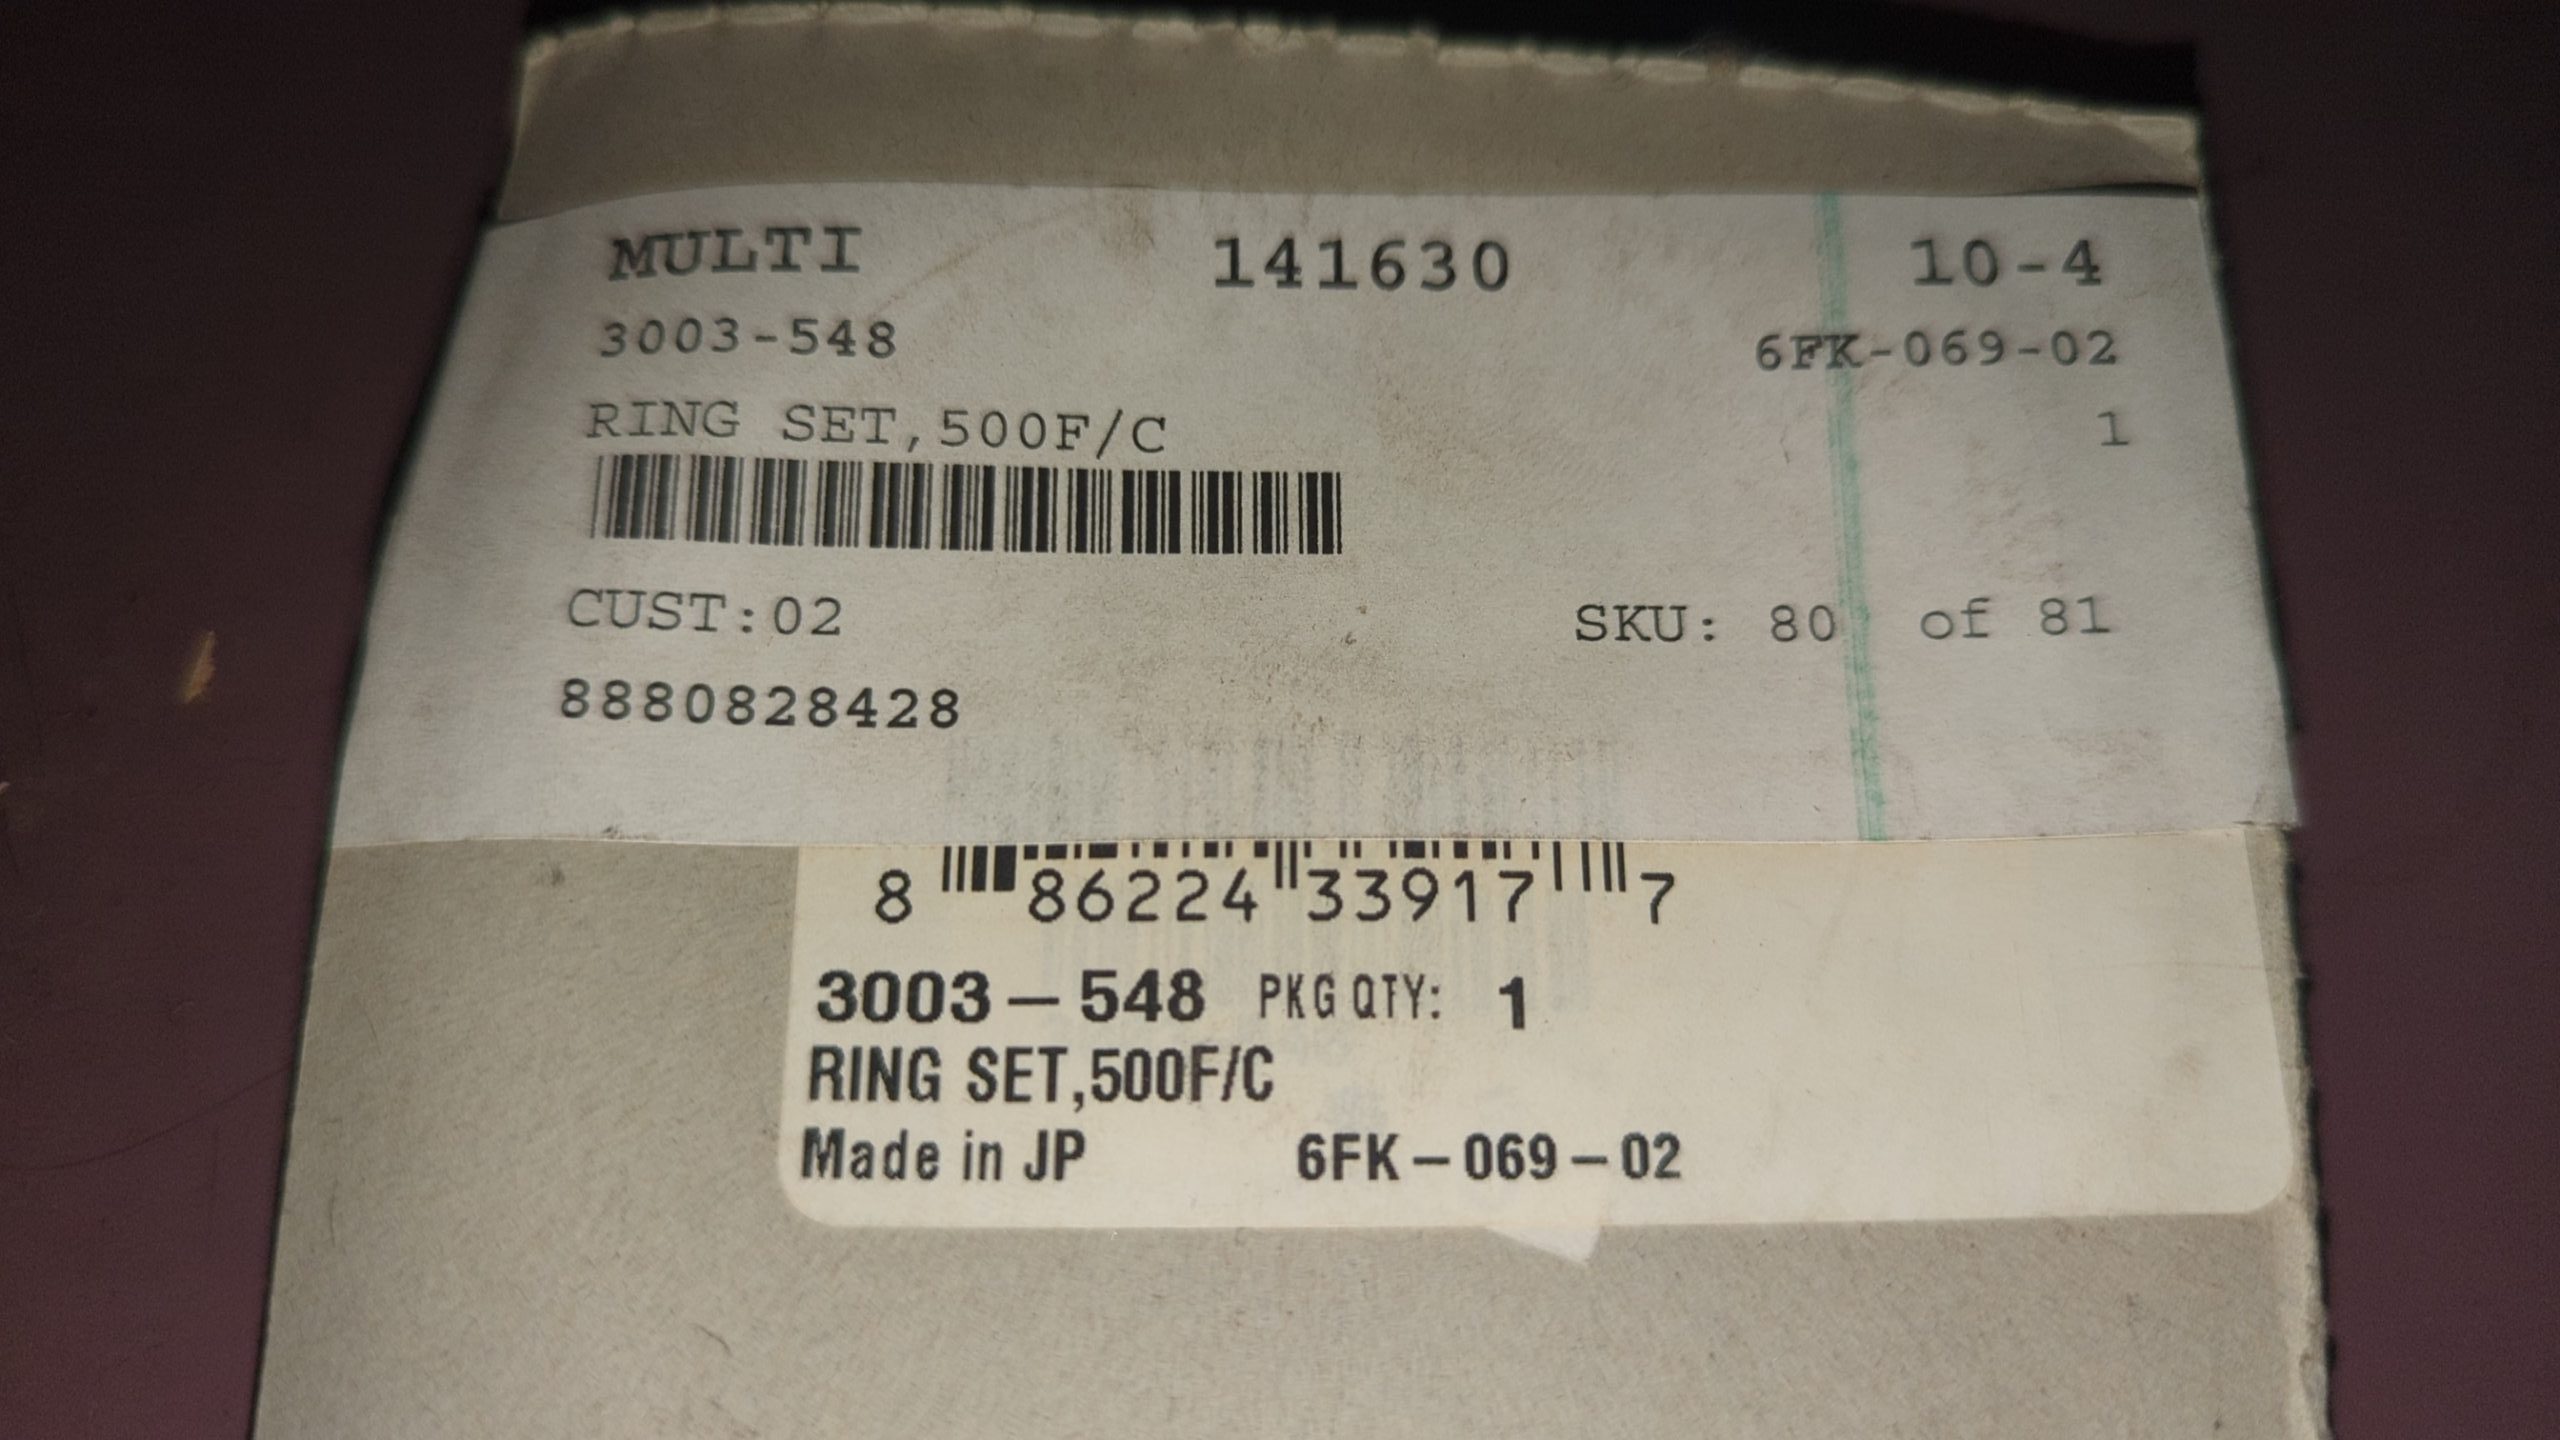 MULTI 141630 10-4
3003-548 6FK-069-02
RING SET,500F/C 1
CUST:02 SKU: 80 of 81
8880828428
8 86224 33917 7
3003-548 PKG QTY: 1
RING SET,500F/C
Made in JP 6FK-069-02